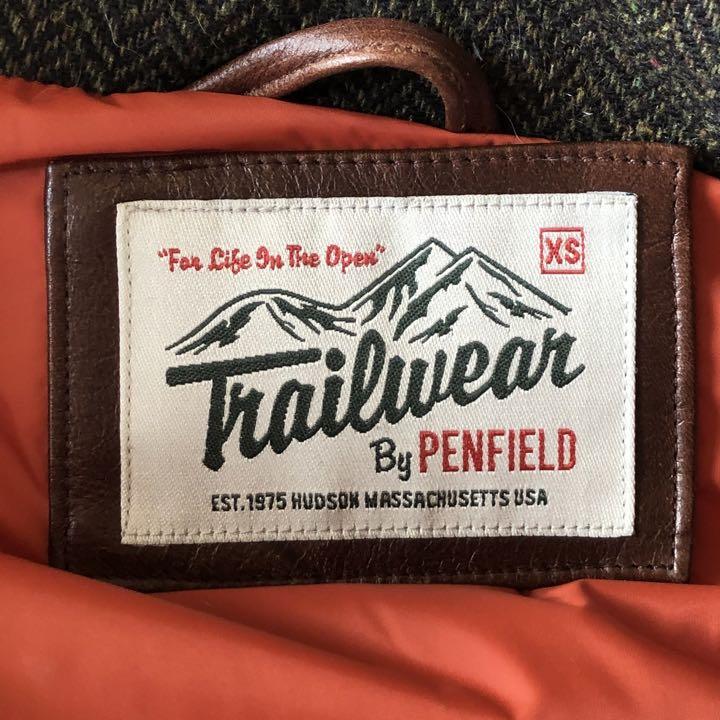 "For Life In The Open"
XS
Trailwear
By PENFIELD
EST.1975 HUDSON MASSACHUSETTS USA